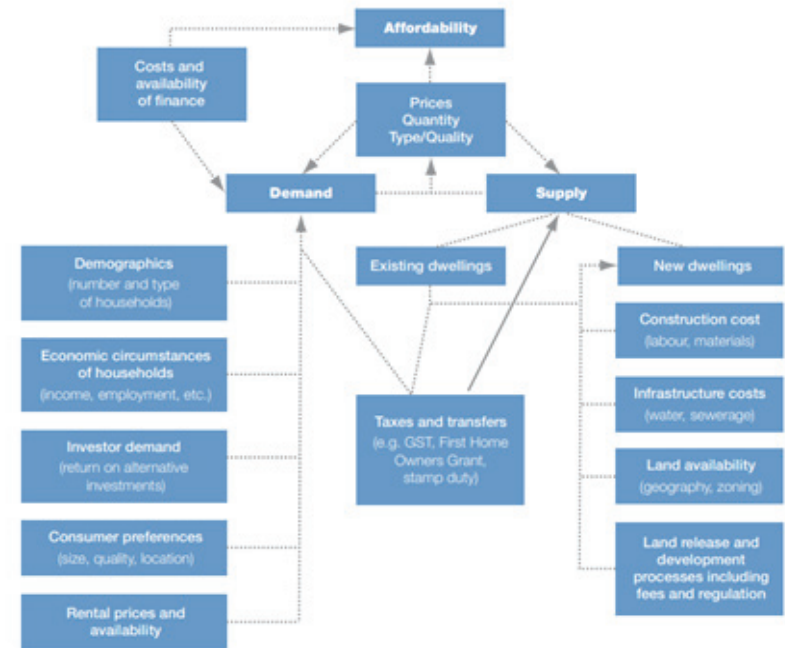 Affordability
Costs and
availability
of finance
Prices
Quantity
Type/Quality
Demand
Supply
Demographics
(number and type
of households)
Economic circumstances
of households
(income, employment, etc.)
Investor demand
(return on alternative
investments)
Consumer preferences
(size, quality, location)
Rental prices and
availability
Existing dwellings
New dwellings
Taxes and transfers
(e.g. GST, First Home
Owners Grant,
stamp duty)
Construction cost
(labour, materials)
Infrastructure costs
(water, sewerage)
Land availability
(geography, zoning)
Land release and
development
processes including
fees and regulation